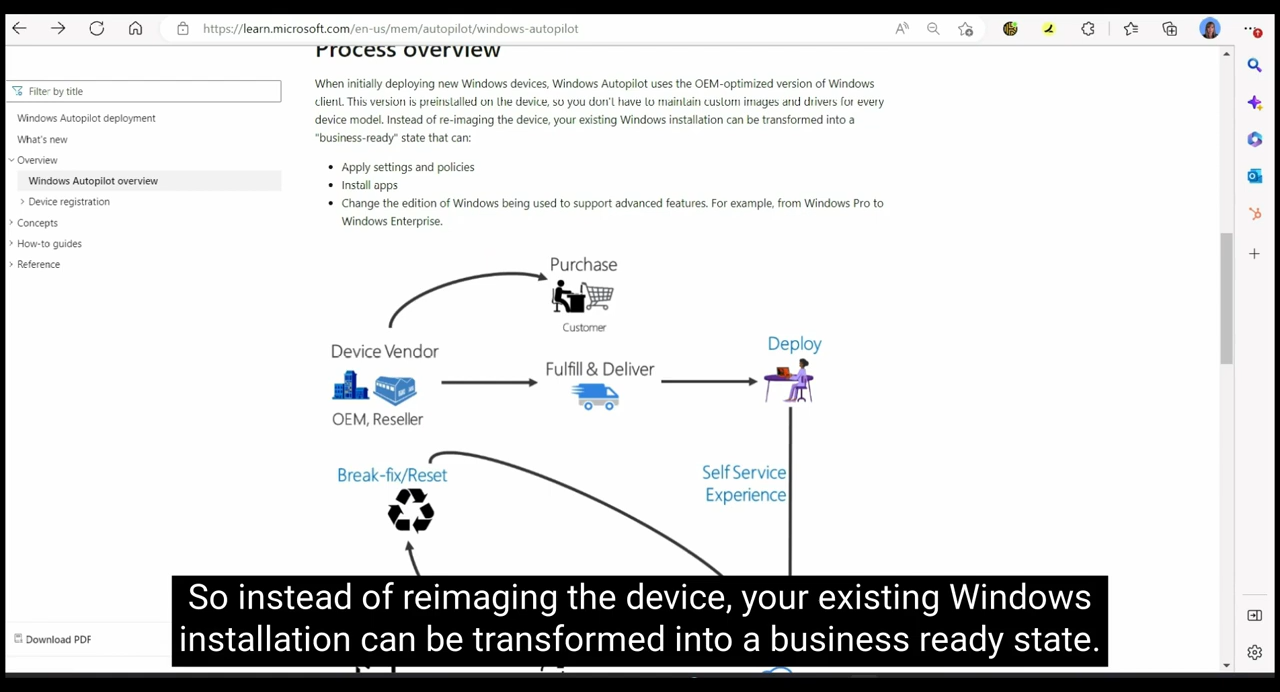 https://learn.microsoft.com/en-us/mem/autopilot/windows-autopilot
Process overview
Filter by title
Windows Autopilot deployment
What's new
Overview
Windows Autopilot overview
Device registration
Concepts
How-to guides
Reference
Download PDF
When initially deploying new Windows devices, Windows Autopilot uses the OEM-optimized version of Windows
client. This version is preinstalled on the device, so you don't have to maintain custom images and drivers for every
device model. Instead of re-imaging the device, your existing Windows installation can be transformed into a
"business-ready" state that can:
Apply settings and policies
Install apps
Change the edition of Windows being used to support advanced features. For example, from Windows Pro to
Windows Enterprise.
Purchase
Customer
Device Vendor
OEM, Reseller
Fulfill & Deliver
Deploy
Break-fix/Reset
Self Service
Experience
So instead of reimaging the device, your existing Windows
installation can be transformed into a business ready state.